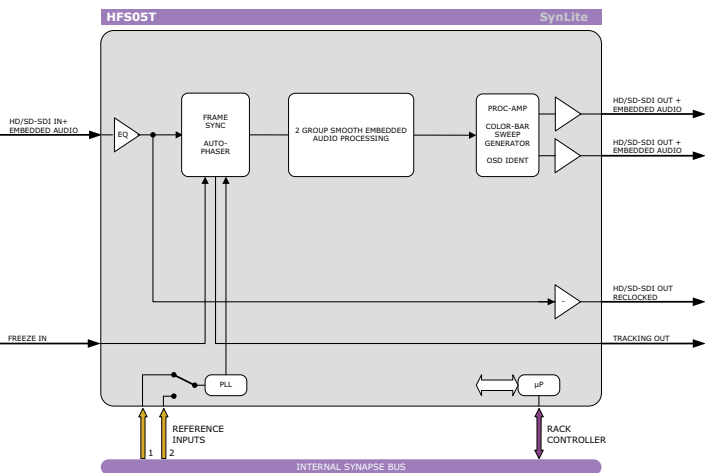 HFS05T
SynLite
HD/SD-SDI IN+
EMBEDDED AUDIO
EQ
FRAME
SYNC
AUTO-
PHASER
2 GROUP SMOOTH EMBEDDED
AUDIO PROCESSING
PROC-AMP
COLOR-BAR
SWEEP
GENERATOR
OSD IDENT
HD/SD-SDI OUT +
EMBEDDED AUDIO
HD/SD-SDI OUT +
EMBEDDED AUDIO
-
HD/SD-SDI OUT
RECLOCKED
FREEZE IN
TRACKING OUT
PLL
µP
REFERENCE
INPUTS
1 2
RACK
CONTROLLER
INTERNAL SYNAPSE BUS